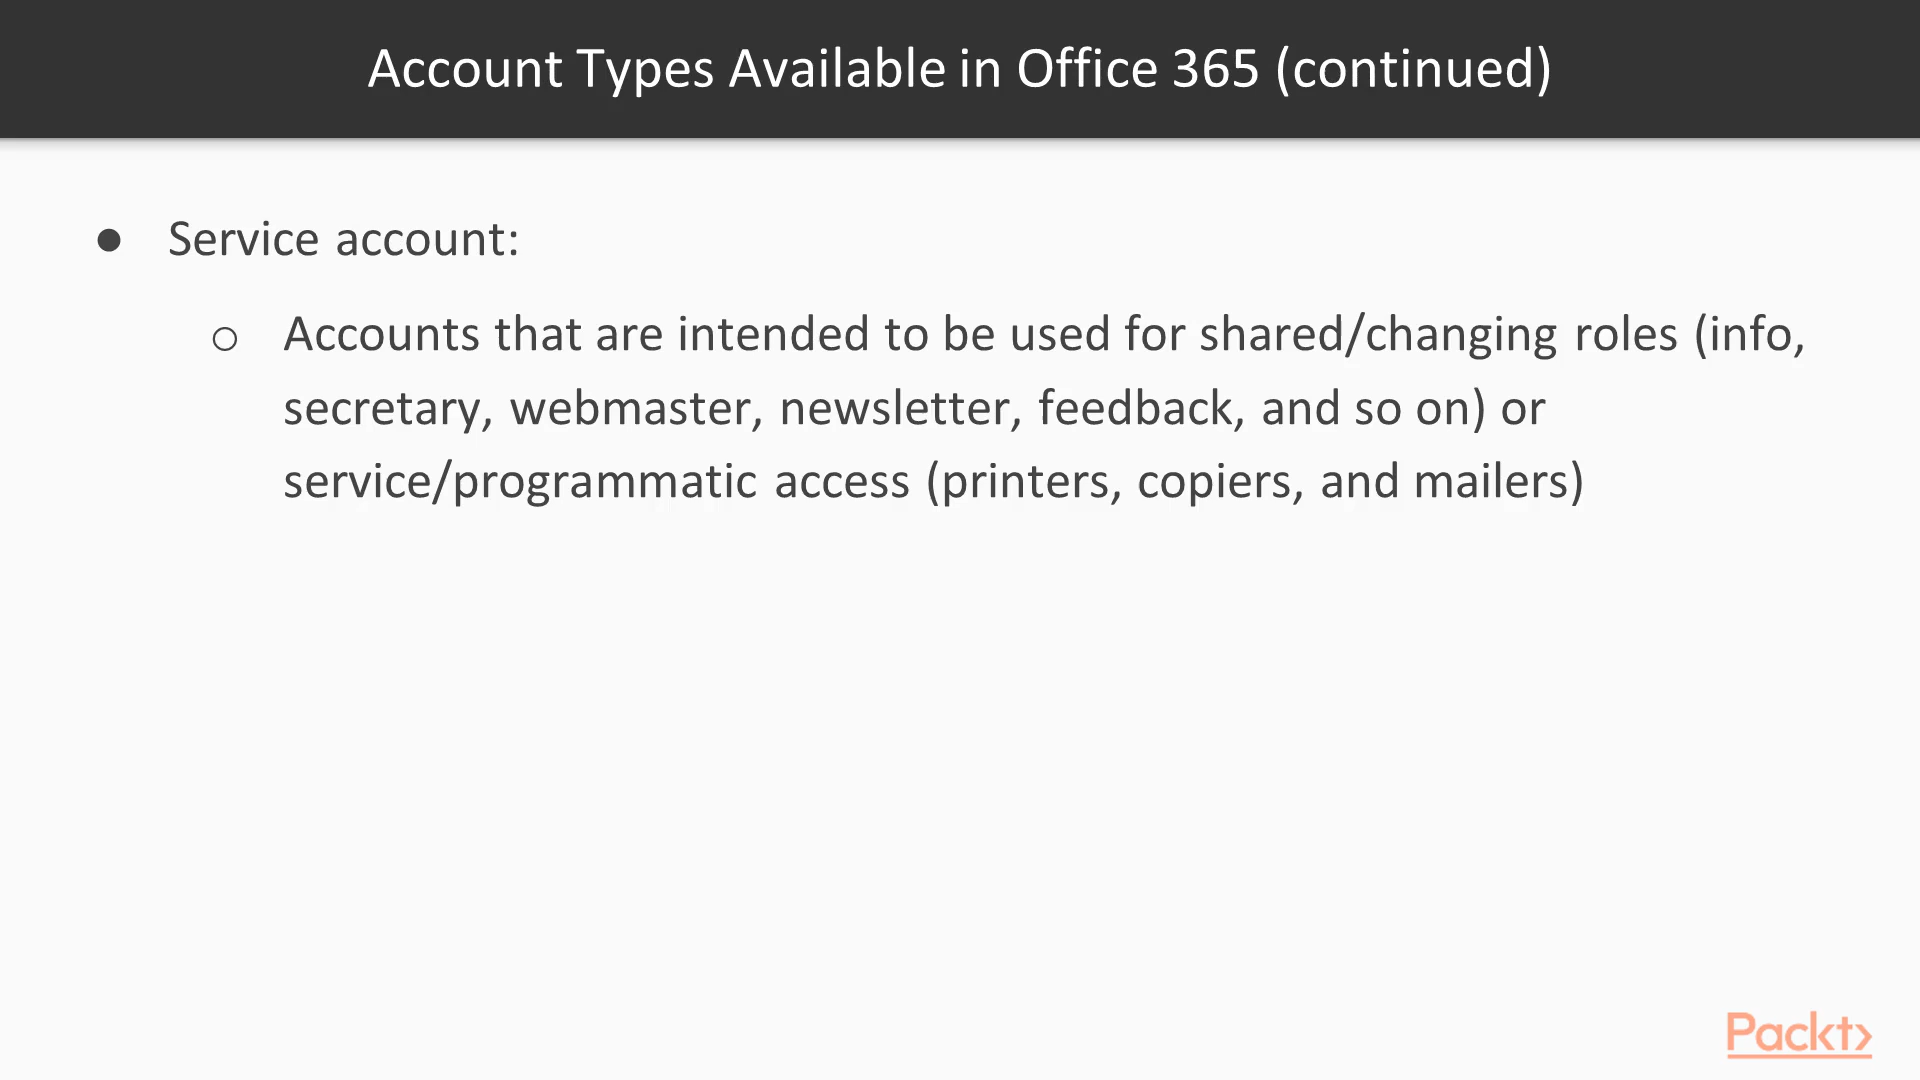 Account Types Available in Office 365 (continued)
● Service account:
○ Accounts that are intended to be used for shared/changing roles (info,
secretary, webmaster, newsletter, feedback, and so on) or
service/programmatic access (printers, copiers, and mailers)
Packt>